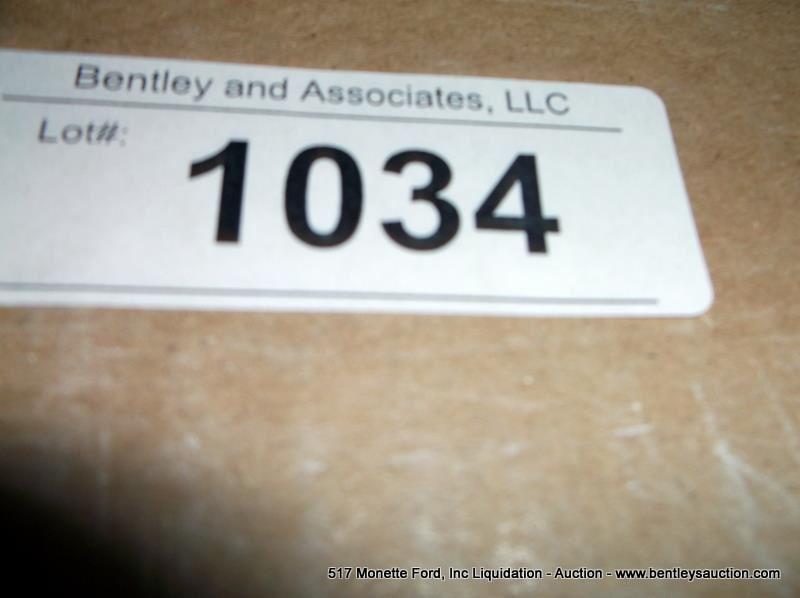 Bentley and Associates, LLC
Lot#:
1034
517 Monette Ford, Inc Liquidation - Auction - www.bentleysauction.com